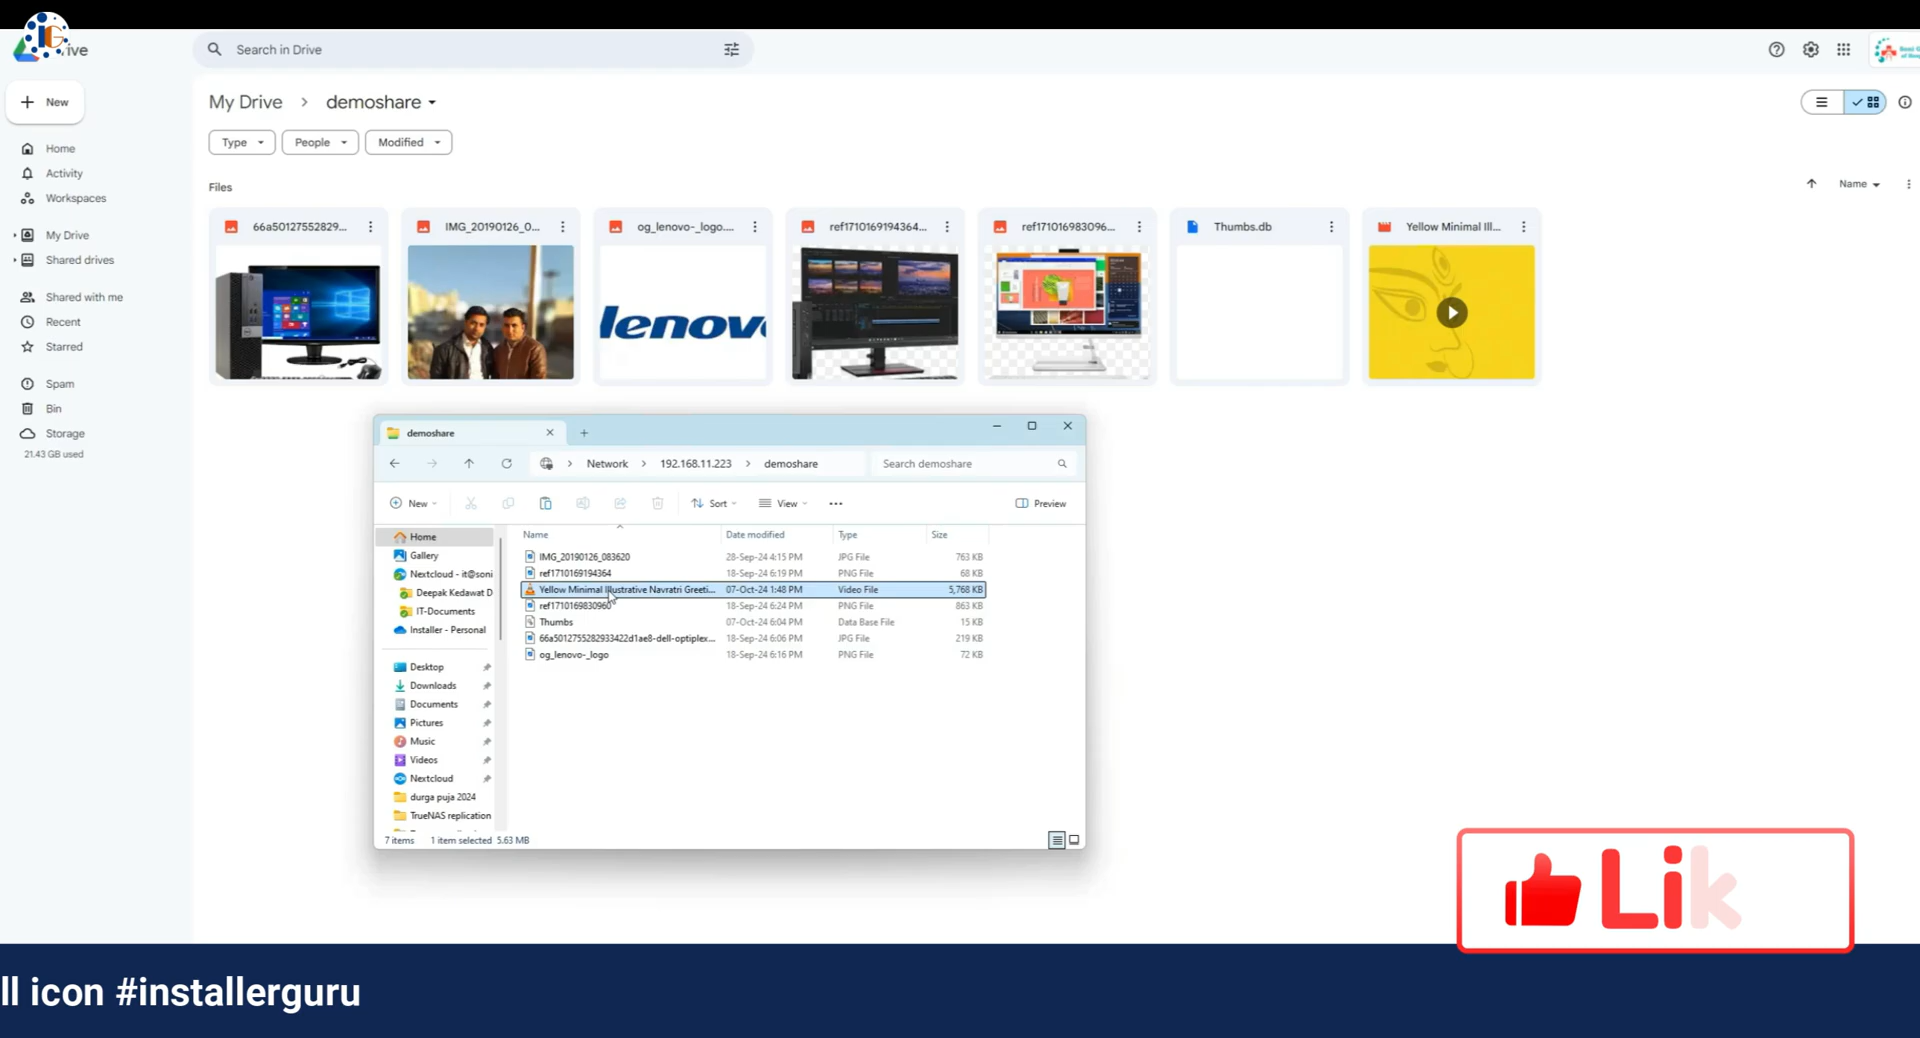 iG
ive
Search in Drive
New
My Drive > demoshare
Type
People
Modified
Home
Activity
Workspaces
My Drive
Shared drives
Shared with me
Recent
Starred
Spam
Bin
Storage
21.43 GB used
Files
Name
66a50127552829...
IMG_20190126_0...
og_lenovo-_logo....
ref1710169194364...
ref171016983096...
Thumbs.db
Yellow Minimal Ill...
lenov
demoshare
Network > 192.168.11.223 > demoshare
Search demoshare
New
Sort
View
Preview
Name Date modified Type Size
IMG_20190126_083620 28-Sep-24 4:15 PM JPG File 763 KB
ref1710169194364 18-Sep-24 6:19 PM PNG File 68 KB
Yellow Minimal Illustrative Navratri Greeti... 07-Oct-24 1:48 PM Video File 5,768 KB
ref1710169830960 18-Sep-24 6:24 PM PNG File 863 KB
Thumbs 07-Oct-24 6:04 PM Data Base File 15 KB
66a5012755282933422d1ae8-dell-optiplex... 18-Sep-24 6:06 PM JPG File 219 KB
og_lenovo-_logo 18-Sep-24 6:16 PM PNG File 72 KB
Home
Gallery
Nextcloud - it@soni
Deepak Kedawat D
IT-Documents
Installer - Personal
Desktop
Downloads
Documents
Pictures
Music
Videos
Nextcloud
durga puja 2024
TrueNAS replication
7 items 1 item selected 5.63 MB
Lik
ll icon #installerguru